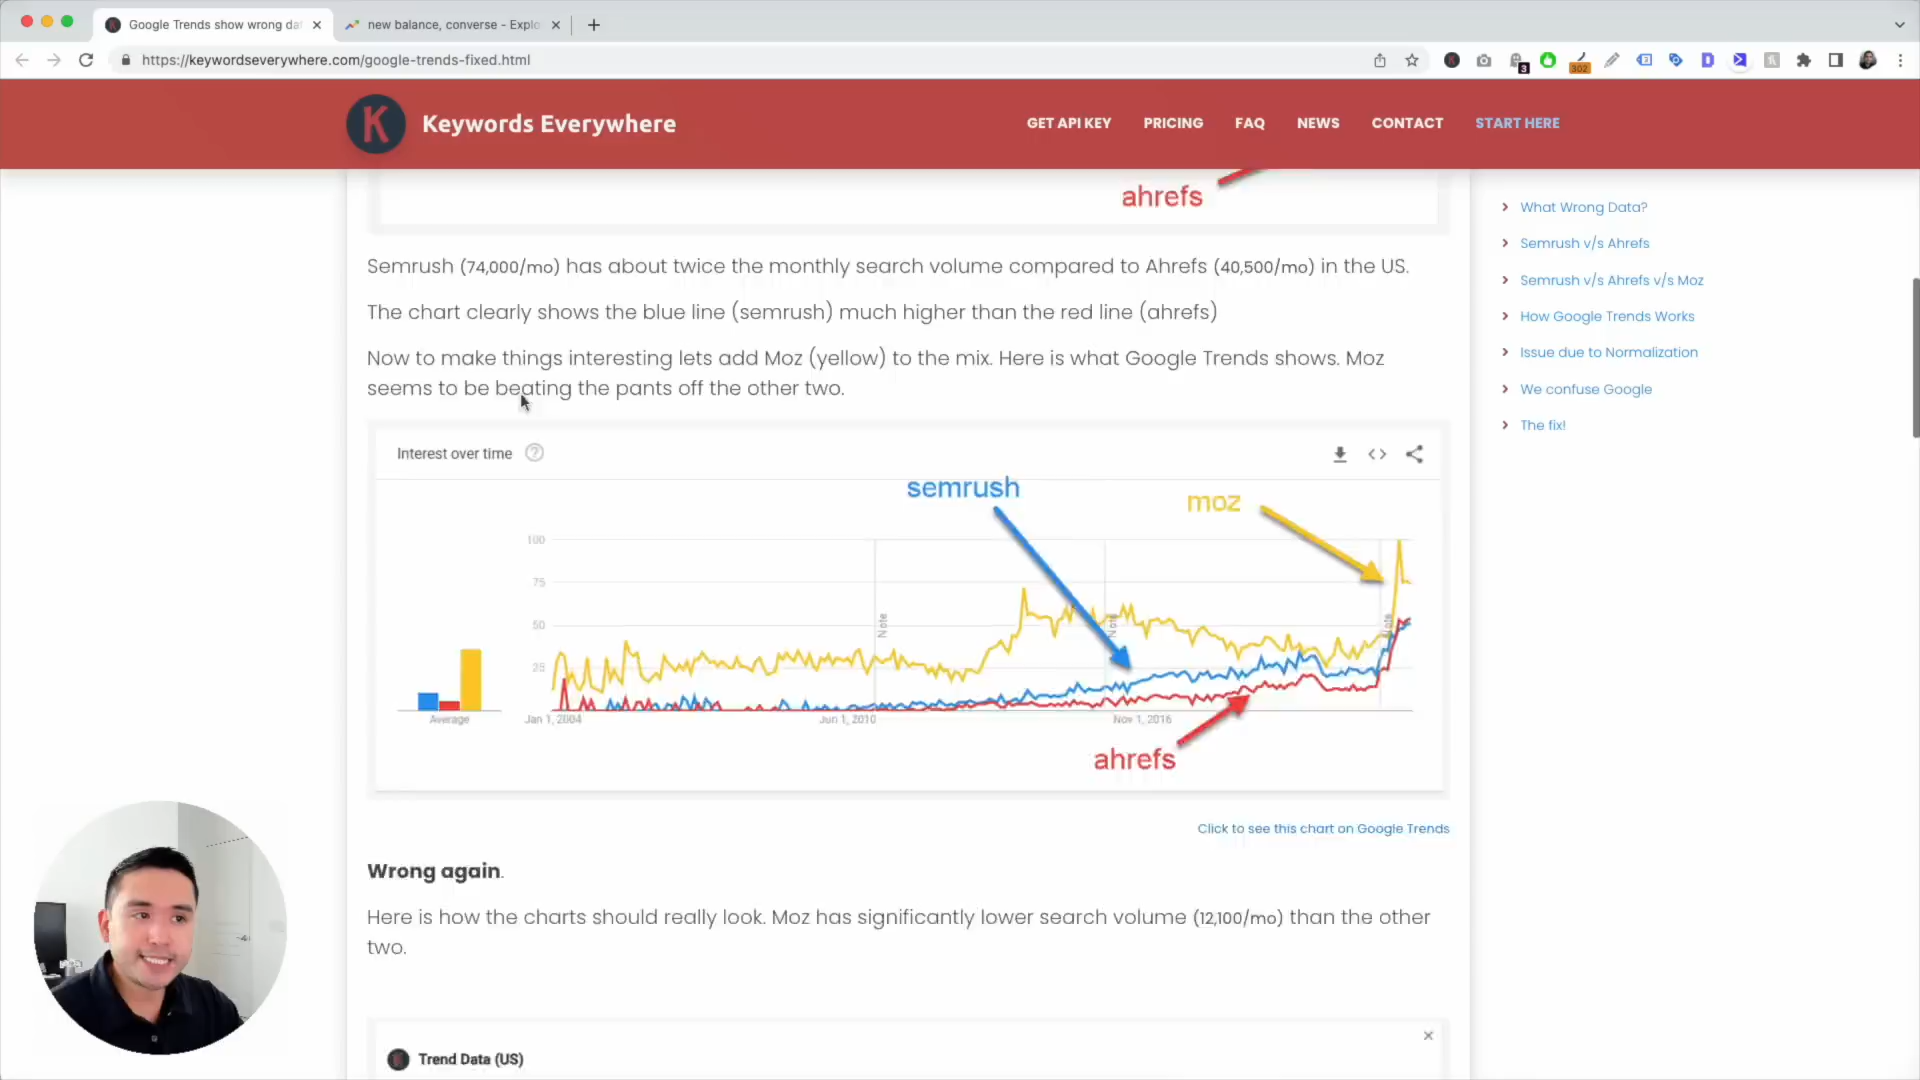 Google Trends show wrong dat
new balance, converse - Explo
https://keywordseverywhere.com/google-trends-fixed.html
3
302
K
Keywords Everywhere
GET API KEY
PRICING
FAQ
NEWS
CONTACT
START HERE
ahrefs
Semrush (74,000/mo) has about twice the monthly search volume compared to Ahrefs (40,500/mo) in the US.
The chart clearly shows the blue line (semrush) much higher than the red line (ahrefs)
Now to make things interesting lets add Moz (yellow) to the mix. Here is what Google Trends shows. Moz
seems to be beating the pants off the other two.
What Wrong Data?
Semrush v/s Ahrefs
Semrush v/s Ahrefs v/s Moz
How Google Trends Works
Issue due to Normalization
We confuse Google
The fix!
Interest over time
semrush
moz
100
75
50
25
Note
Note
Note
Average
Jan 1, 2004
Jun 1, 2010
Nov 1, 2016
ahrefs
Click to see this chart on Google Trends
Wrong again.
Here is how the charts should really look. Moz has significantly lower search volume (12,100/mo) than the other
two.
Trend Data (US)